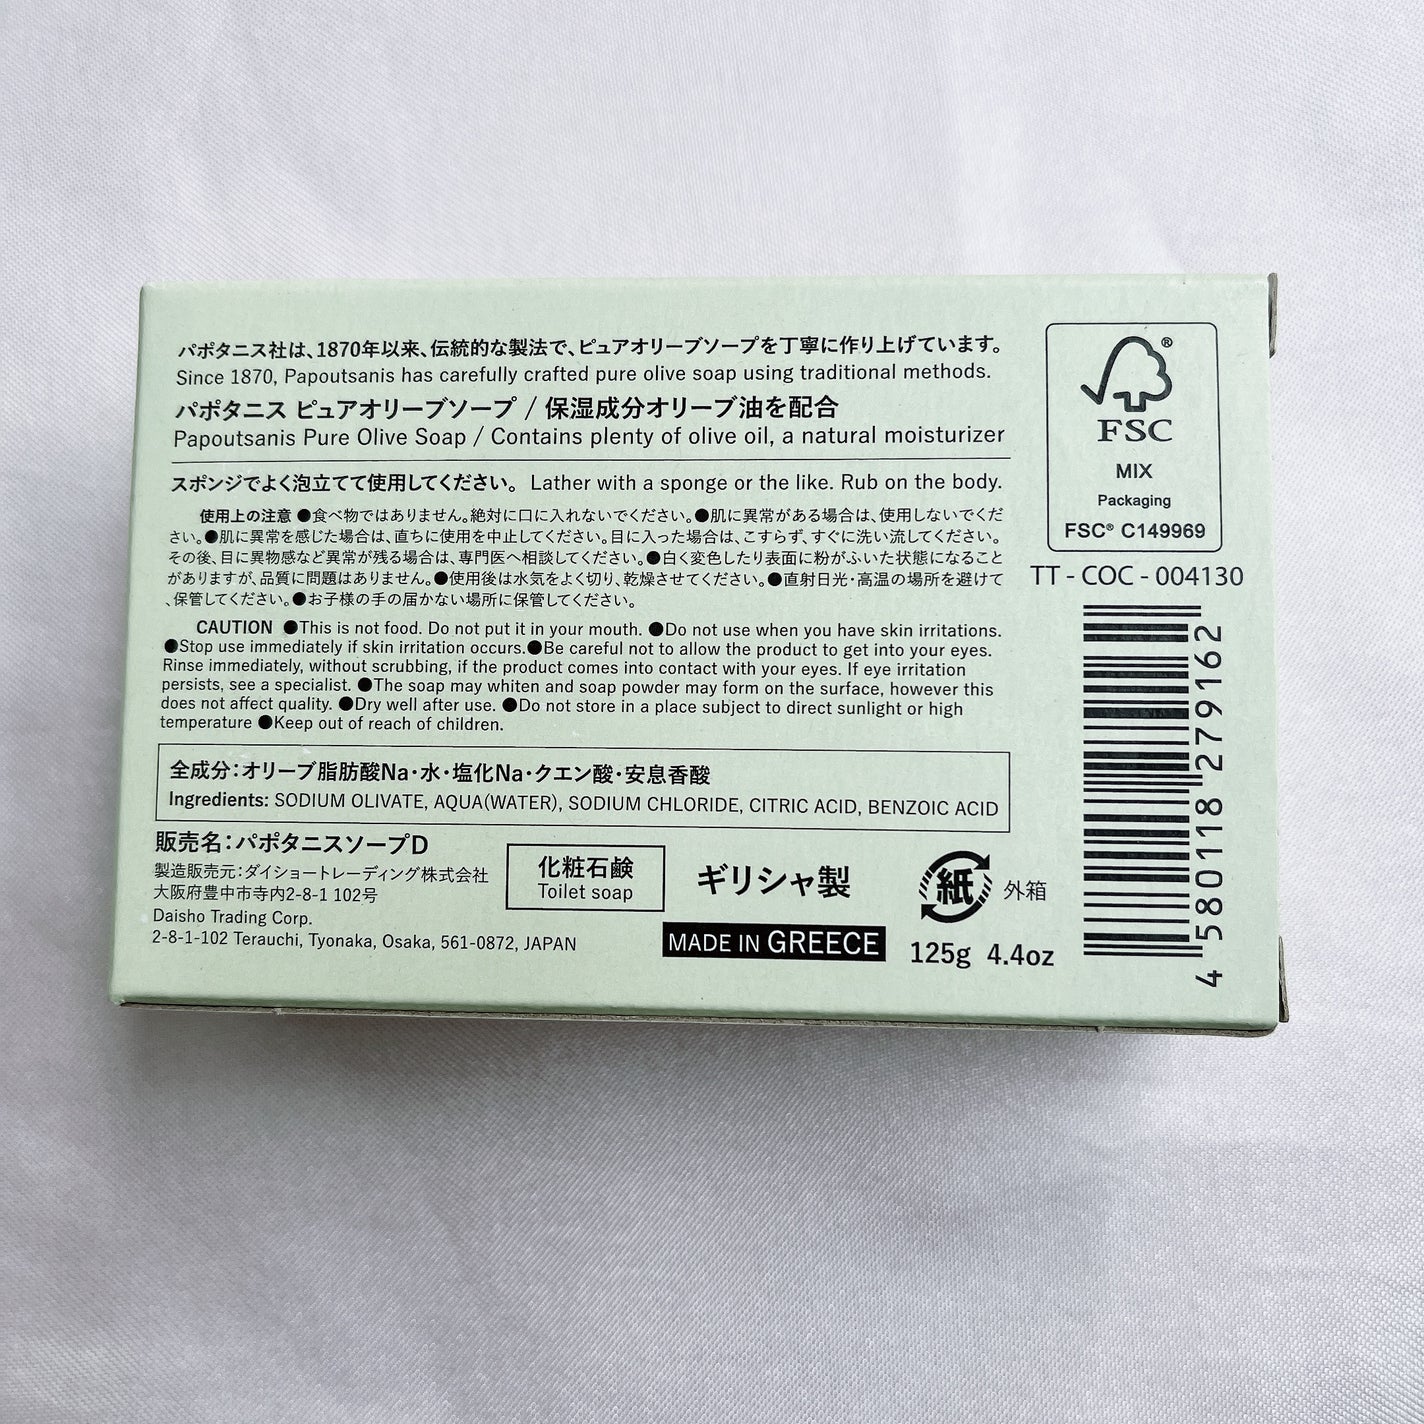 パポタニス社は、1870年以来、伝統的な製法で、ピュアオリーブソープを丁寧に作り上げています。
Since 1870, Papoutsanis has carefully crafted pure olive soap using traditional methods.
パポタニス ピュアオリーブソープ / 保湿成分オリーブ油を配合
Papoutsanis Pure Olive Soap / Contains plenty of olive oil, a natural moisturizer
スポンジでよく泡立てて使用してください。 Lather with a sponge or the like. Rub on the body.
使用上の注意 ●食べ物ではありません。絶対に口に入れないでください。●肌に異常がある場合は、使用しないでくだ
さい。●肌に異常を感じた場合は、直ちに使用を中止してください。目に入った場合は、こすらず、すぐに洗い流してください。
その後、目に異物感など異常が残る場合は、専門医へ相談してください。●白く変色したり表面に粉がふいた状態になること
がありますが、品質に問題はありません。●使用後は水気をよく切り、乾燥させてください。●直射日光・高温の場所を避けて
、保管してください。●お子様の手の届かない場所に保管してください。
CAUTION ●This is not food. Do not put it in your mouth. ●Do not use when you have skin irritations.
●Stop use immediately if skin irritation occurs.●Be careful not to allow the product to get into your eyes.
Rinse immediately, without scrubbing, if the product comes into contact with your eyes. If eye irritation
persists, see a specialist. ●The soap may whiten and soap powder may form on the surface, however this
does not affect quality. ●Dry well after use. ●Do not store in a place subject to direct sunlight or high
temperature ●Keep out of reach of children.
全成分：オリーブ脂肪酸Na・水・塩化Na・クエン酸・安息香酸
Ingredients: SODIUM OLIVATE, AQUA(WATER), SODIUM CHLORIDE, CITRIC ACID, BENZOIC ACID
販売名：パポタニスソープD
製造販売元：ダイショートレーディング株式会社
大阪府豊中市寺内2-8-1 102号
Daisho Trading Corp.
2-8-1-102 Terauchi, Tyonaka, Osaka, 561-0872, JAPAN
化粧石鹸
Toilet soap
ギリシャ製
MADE IN GREECE
紙 外箱
125g 4.4oz
®
FSC
MIX
Packaging
FSC® C149969
TT - COC - 004130
4 580118 279162